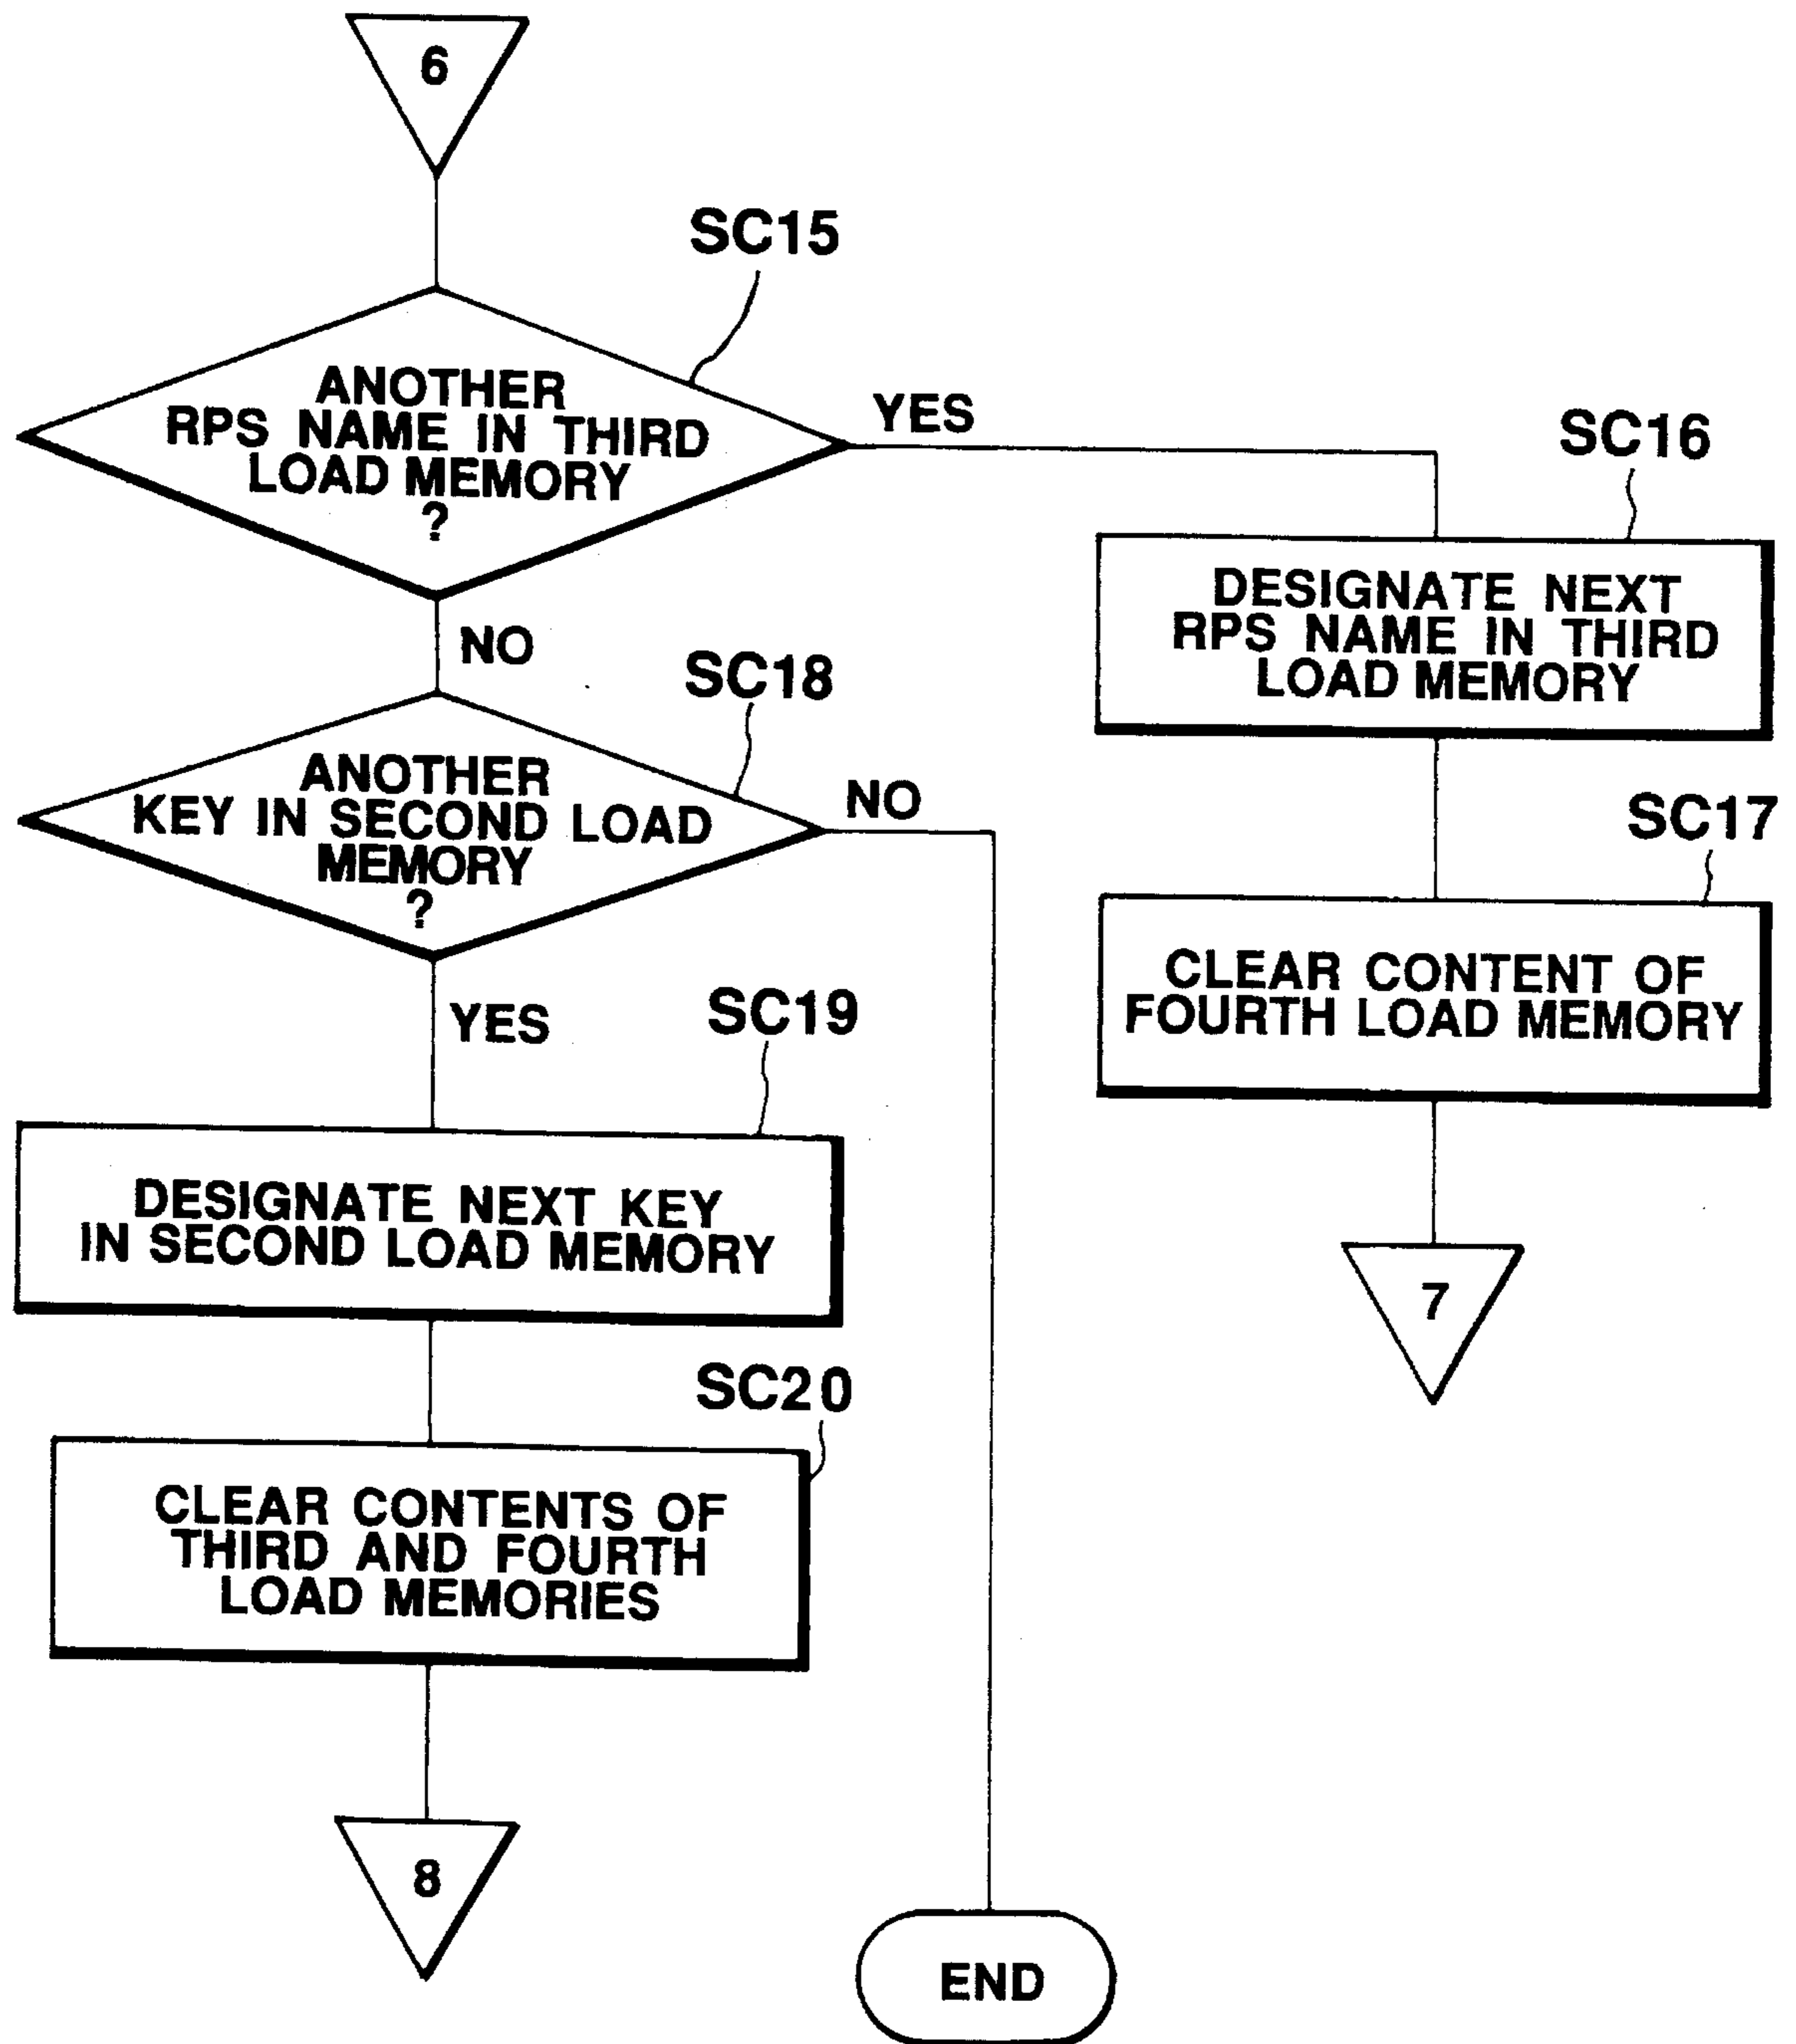 6
SC15
ANOTHER
RPS NAME IN THIRD
LOAD MEMORY
?
YES
NO
SC16
DESIGNATE NEXT
RPS NAME IN THIRD
LOAD MEMORY
SC17
CLEAR CONTENT OF
FOURTH LOAD MEMORY
7
SC18
ANOTHER
KEY IN SECOND LOAD
MEMORY
?
NO
YES
SC19
DESIGNATE NEXT KEY
IN SECOND LOAD MEMORY
SC20
CLEAR CONTENTS OF
THIRD AND FOURTH
LOAD MEMORIES
8
END